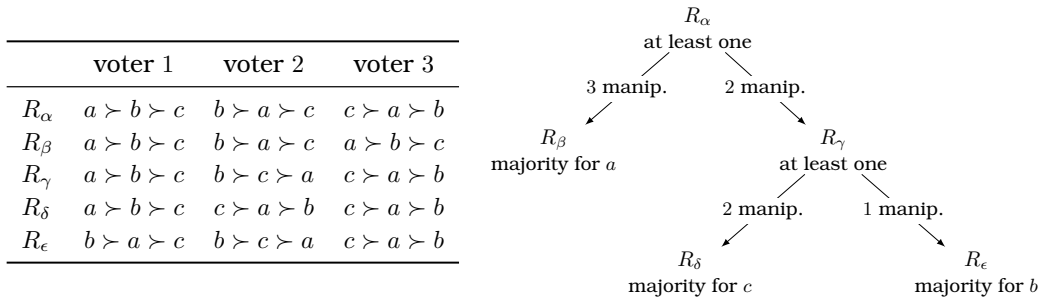 voter 1 voter 2 voter 3
R_α a ≻ b ≻ c b ≻ a ≻ c c ≻ a ≻ b
R_β a ≻ b ≻ c b ≻ a ≻ c a ≻ b ≻ c
R_γ a ≻ b ≻ c b ≻ c ≻ a c ≻ a ≻ b
R_δ a ≻ b ≻ c c ≻ a ≻ b c ≻ a ≻ b
R_ϵ b ≻ a ≻ c b ≻ c ≻ a c ≻ a ≻ b
R_α
at least one
3 manip. 2 manip.
R_β
majority for a
R_γ
at least one
2 manip. 1 manip.
R_δ
majority for c
R_ϵ
majority for b